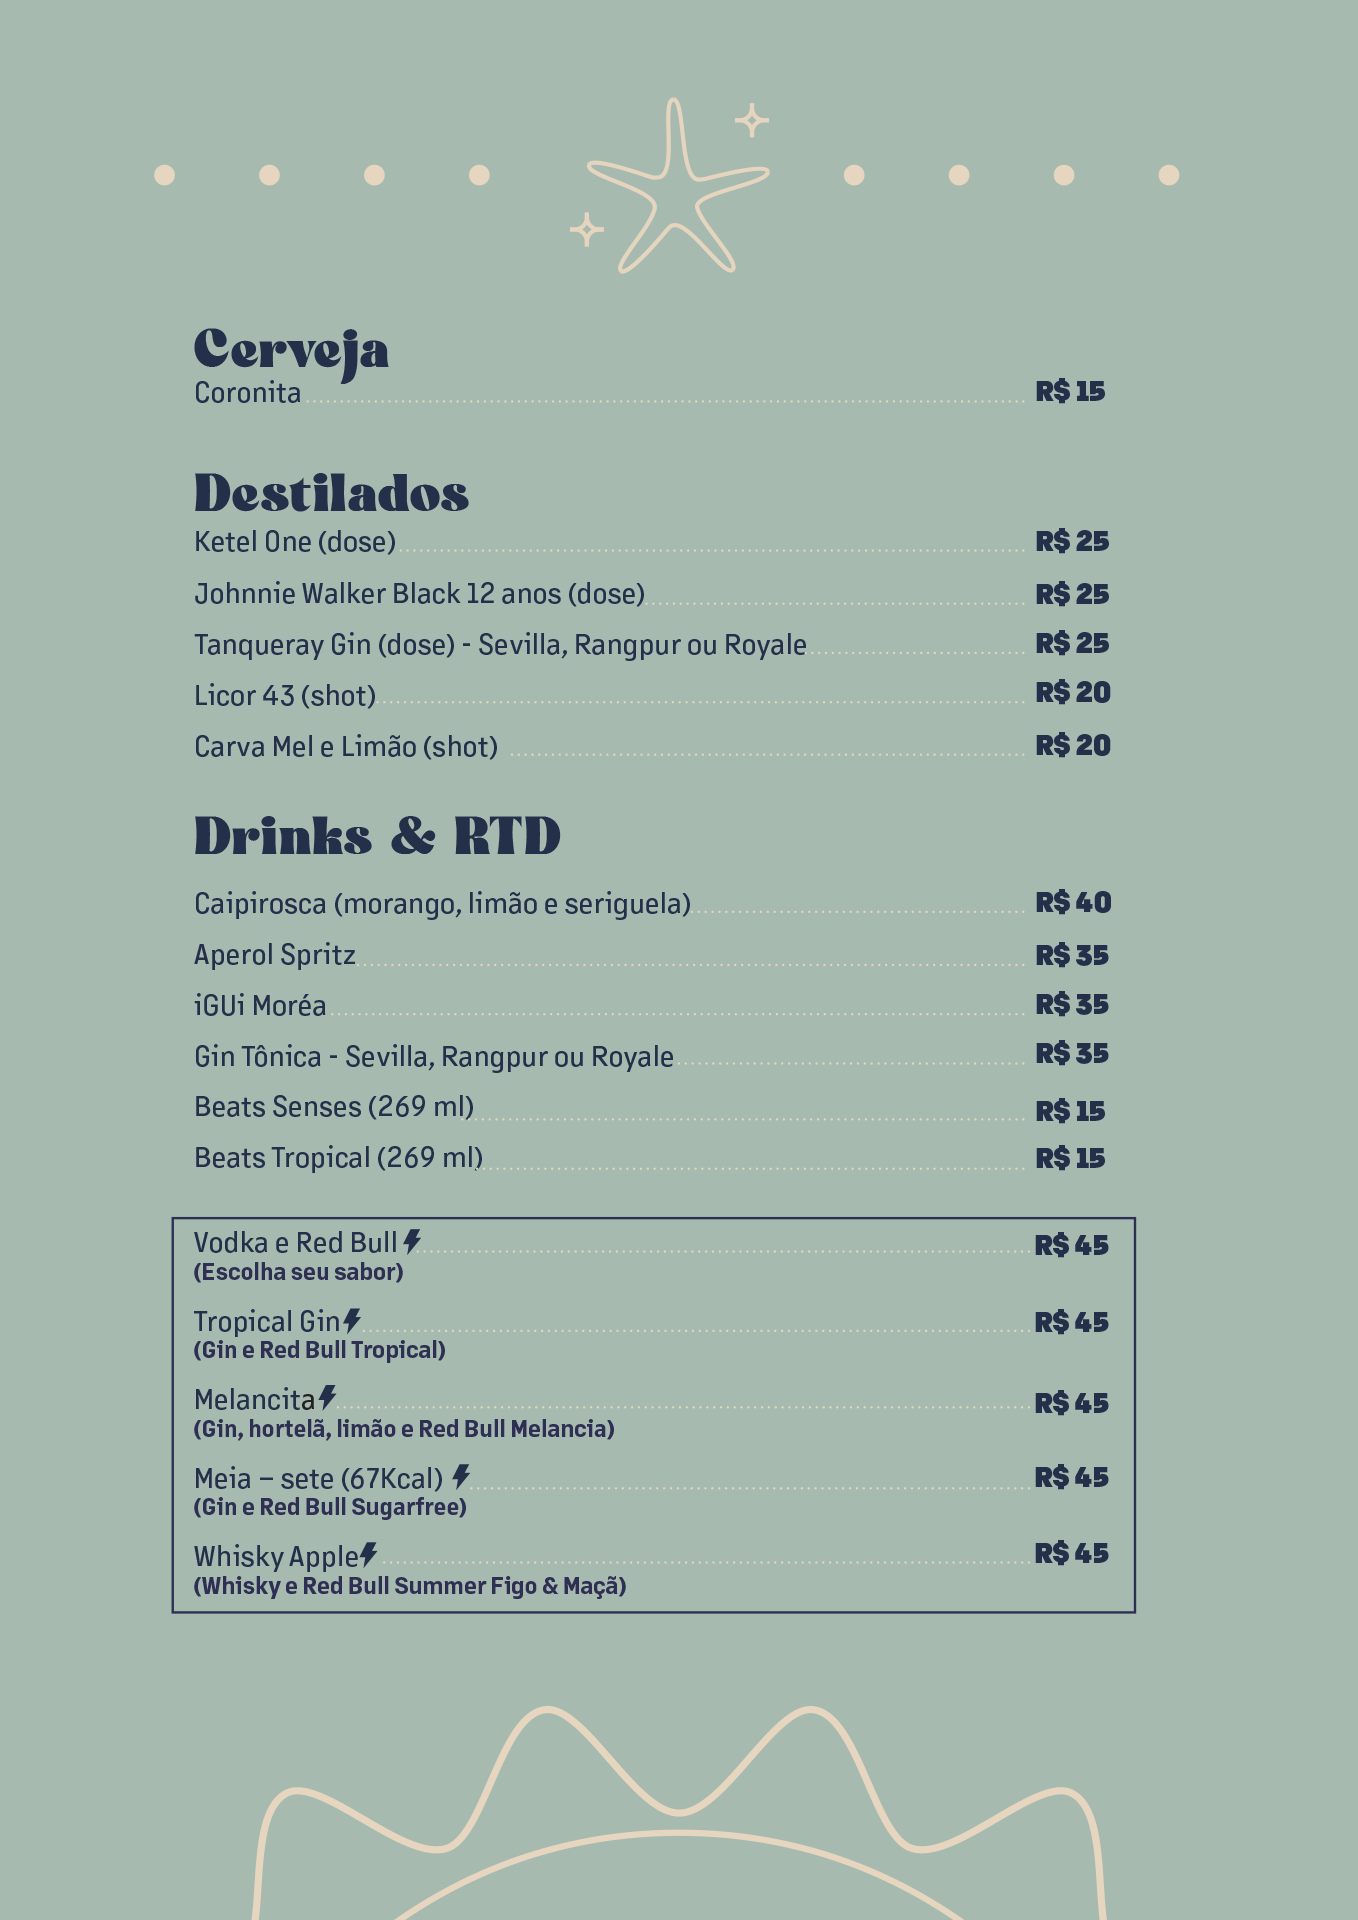 Cerveja
Coronita R$ 15
Destilados
Ketel One (dose) R$ 25
Johnnie Walker Black 12 anos (dose) R$ 25
Tanqueray Gin (dose) - Sevilla, Rangpur ou Royale R$ 25
Licor 43 (shot) R$ 20
Carva Mel e Limão (shot) R$ 20
Drinks & RTD
Caipirosca (morango, limão e seriguela) R$ 40
Aperol Spritz R$ 35
iGUi Moréa R$ 35
Gin Tônica - Sevilla, Rangpur ou Royale R$ 35
Beats Senses (269 ml) R$ 15
Beats Tropical (269 ml) R$ 15
Vodka e Red Bull R$ 45
(Escolha seu sabor)
Tropical Gin R$ 45
(Gin e Red Bull Tropical)
Melancita R$ 45
(Gin, hortelã, limão e Red Bull Melancia)
Meia – sete (67Kcal) R$ 45
(Gin e Red Bull Sugarfree)
Whisky Apple R$ 45
(Whisky e Red Bull Summer Figo & Maçã)